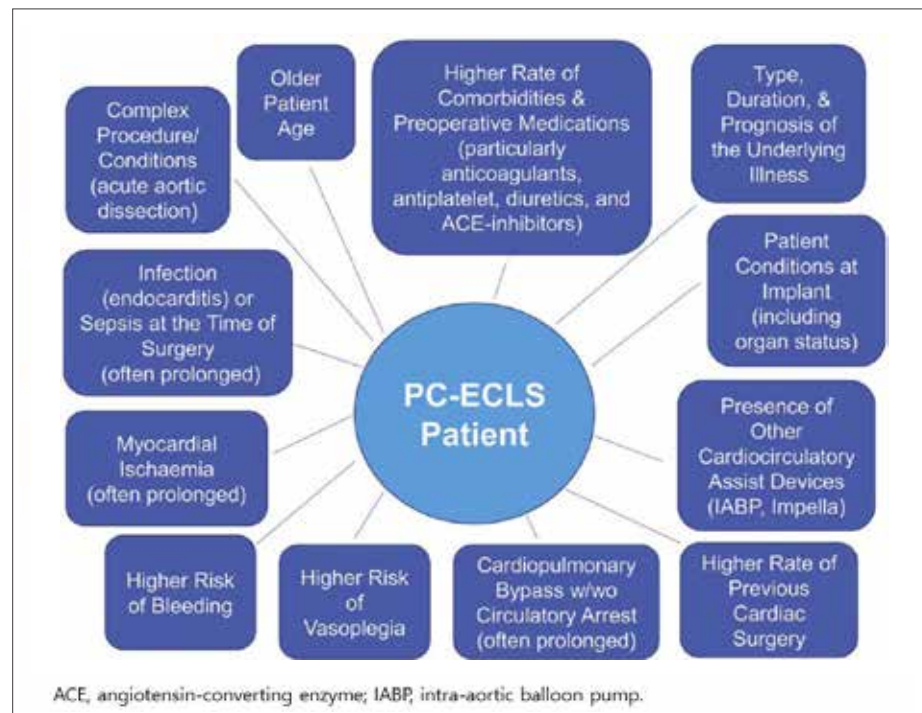 Complex
Procedure/
Conditions
(acute aortic
dissection)
Older
Patient
Age
Higher Rate of
Comorbidities &
Preoperative Medications
(particularly
anticoagulants,
antiplatelet, diuretics, and
ACE-inhibitors)
Type,
Duration, &
Prognosis of
the Underlying
Illness
Infection
(endocarditis) or
Sepsis at the Time of
Surgery
(often prolonged)
Patient
Conditions at
Implant
(including
organ status)
PC-ECLS
Patient
Myocardial
Ischaemia
(often prolonged)
Presence of
Other
Cardiocirculatory
Assist Devices
(IABP, Impella)
Higher Risk
of Bleeding
Higher Risk
of
Vasoplegia
Cardiopulmonary
Bypass w/wo
Circulatory Arrest
(often prolonged)
Higher Rate of
Previous
Cardiac
Surgery
ACE, angiotensin-converting enzyme; IABP, intra-aortic balloon pump.